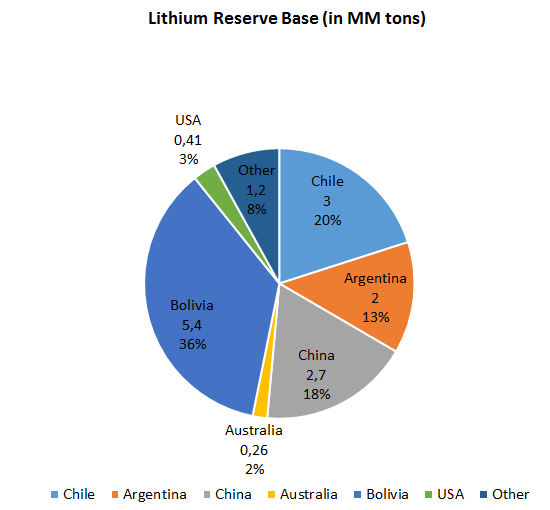 Lithium Reserve Base (in MM tons)
USA
0,41
3%
Other
1,2
8%
Chile
3
20%
Argentina
2
13%
China
2,7
18%
Australia
0,26
2%
Bolivia
5,4
36%
Chile Argentina China Australia Bolivia USA Other